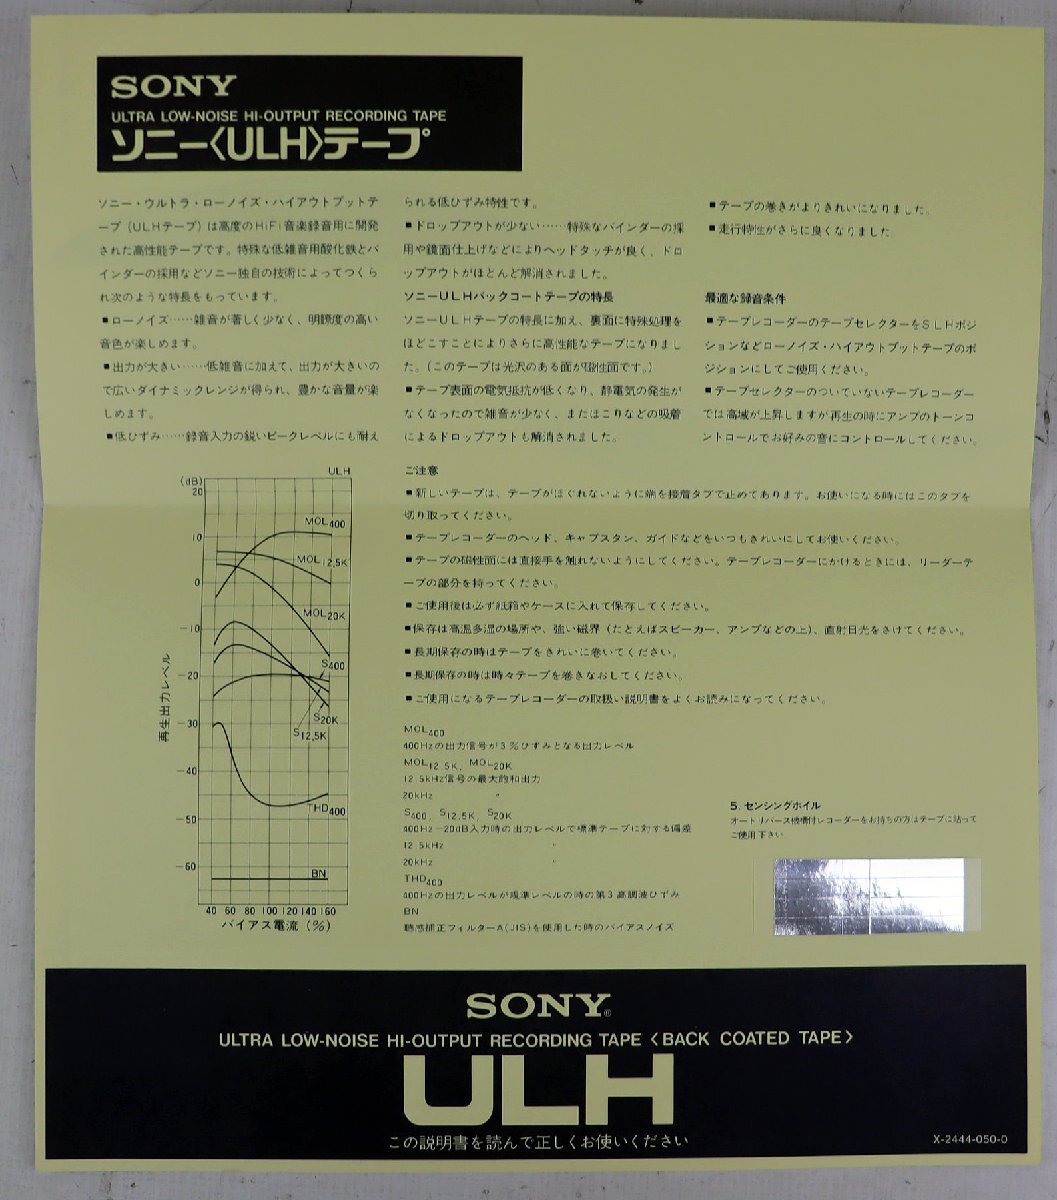 SONY
ULTRA LOW-NOISE HI-OUTPUT RECORDING TAPE
ソニー〈ULH〉テープ
ソニー・ウルトラ・ローノイズ・ハイアウトプットテ
ープ(ULHテープ)は高度のHiFi音楽録音用に開発
された高性能テープです。特殊な低雑音用酸化鉄とバ
インダーの採用などソニー独自の技術によってつくら
れ次のような特長をもっています。
■ローノイズ……雑音が著しく少なく、明瞭度の高い
音色が楽しめます。
■出力が大きい……低雑音に加えて、出力が大きいの
で広いダイナミックレンジが得られ、豊かな音量が楽
しめます。
■低ひずみ……録音入力の鋭いピークレベルにも耐え
られる低ひずみ特性です。
■ドロップアウトが少ない……特殊なバインダーの採
用や鏡面仕上げなどによりヘッドタッチが良く、ドロ
ップアウトがほとんど解消されました。
ソニーULHバックコートテープの特長
ソニーULHテープの特長に加え、裏面に特殊処理を
ほどこすことによりさらに高性能なテープになりまし
た。(このテープは光沢のある面が磁性面です。)
■テープ表面の電気抵抗が低くなり、静電気の発生が
なくなったので雑音が少なく、またほこりなどの吸着
によるドロップアウトも解消されました。
■テープの巻きがよりきれいになりました。
■走行特性がさらに良くなりました
最適な録音条件
■テープレコーダーのテープセレクターをSLHポジ
ションなどローノイズ・ハイアウトプットテープのポ
ジションにしてご使用ください。
■テープセレクターのついていないテープレコーダー
では高域が上昇しますが再生の時にアンプのトーンコ
ントロールでお好みの音にコントロールしてください。
ULH
(dB)
20
10
0
−10
−20
−30
−40
−50
−60
再生出力レベル
MOL400
MOL12.5K
MOL20K
S400
S20K
S12.5K
THD400
BN
40 60 80 100 120 140 160
バイアス電流(%)
ご注意
■新しいテープは、テープがほぐれないように端を接着タブで止めてあります。お使いになる時にはこのタブを
切り取ってください。
■テープレコーダーのヘッド、キャプスタン、ガイドなどをいつもきれいにしてお使いください。
■テープの磁性面には直接手を触れないようにしてください。テープレコーダーにかけるときには、リーダーテ
ープの部分を持ってください。
■ご使用後は必ず紙箱やケースに入れて保存してください。
■保存は高温多湿の場所や、強い磁界(たとえばスピーカー、アンプなどの上)、直射日光をさけてください。
■長期保存の時はテープをきれいに巻いてください。
■長期保存の時は時々テープを巻きなおしてください。
■ご使用になるテープレコーダーの取扱い説明書をよくお読みになってください。
MOL400
400Hzの出力信号が3%ひずみとなる出力レベル
MOL12.5K, MOL20K
12.5kHz信号の最大飽和出力
20kHz 〃
S400, S12.5K, S20K
400Hz−20dB入力時の出力レベルで標準テープに対する偏差
12.5kHz 〃
20kHz 〃
THD400
400Hzの出力レベルが規準レベルの時の第3高調波ひずみ
BN
聴感補正フィルターA(JIS)を使用した時のバイアスノイズ
5. センシングホイル
オートリバース機構付レコーダーをお持ちの方はテープに貼って
ご使用下さい
SONY®
ULTRA LOW-NOISE HI-OUTPUT RECORDING TAPE 〈BACK COATED TAPE〉
ULH
この説明書を読んで正しくお使いください
X-2444-050-0